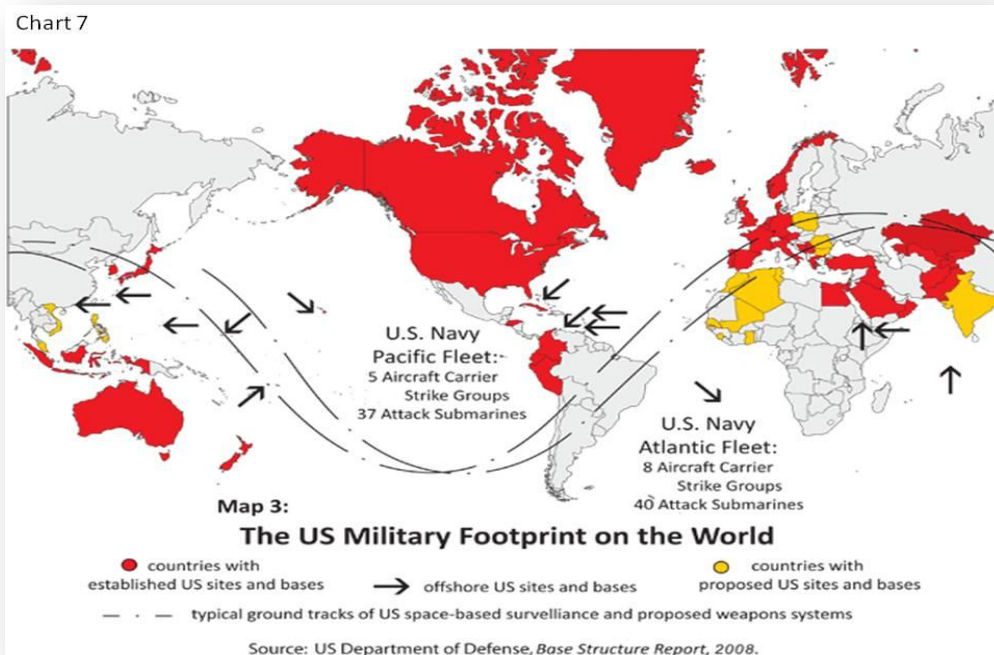 Chart 7
U.S. Navy
Pacific Fleet:
5 Aircraft Carrier
Strike Groups
37 Attack Submarines
U.S. Navy
Atlantic Fleet:
8 Aircraft Carrier
Strike Groups
40 Attack Submarines
Map 3:
The US Military Footprint on the World
countries with
established US sites and bases
offshore US sites and bases
countries with
proposed US sites and bases
typical ground tracks of US space-based survelliance and proposed weapons systems
Source: US Department of Defense, Base Structure Report, 2008.